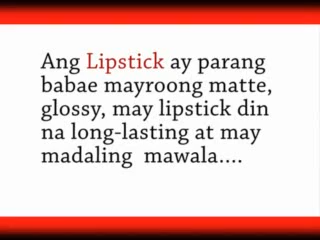 Ang Lipstick ay parang
babae mayroong matte,
glossy, may lipstick din
na long-lasting at may
madaling  mawala....